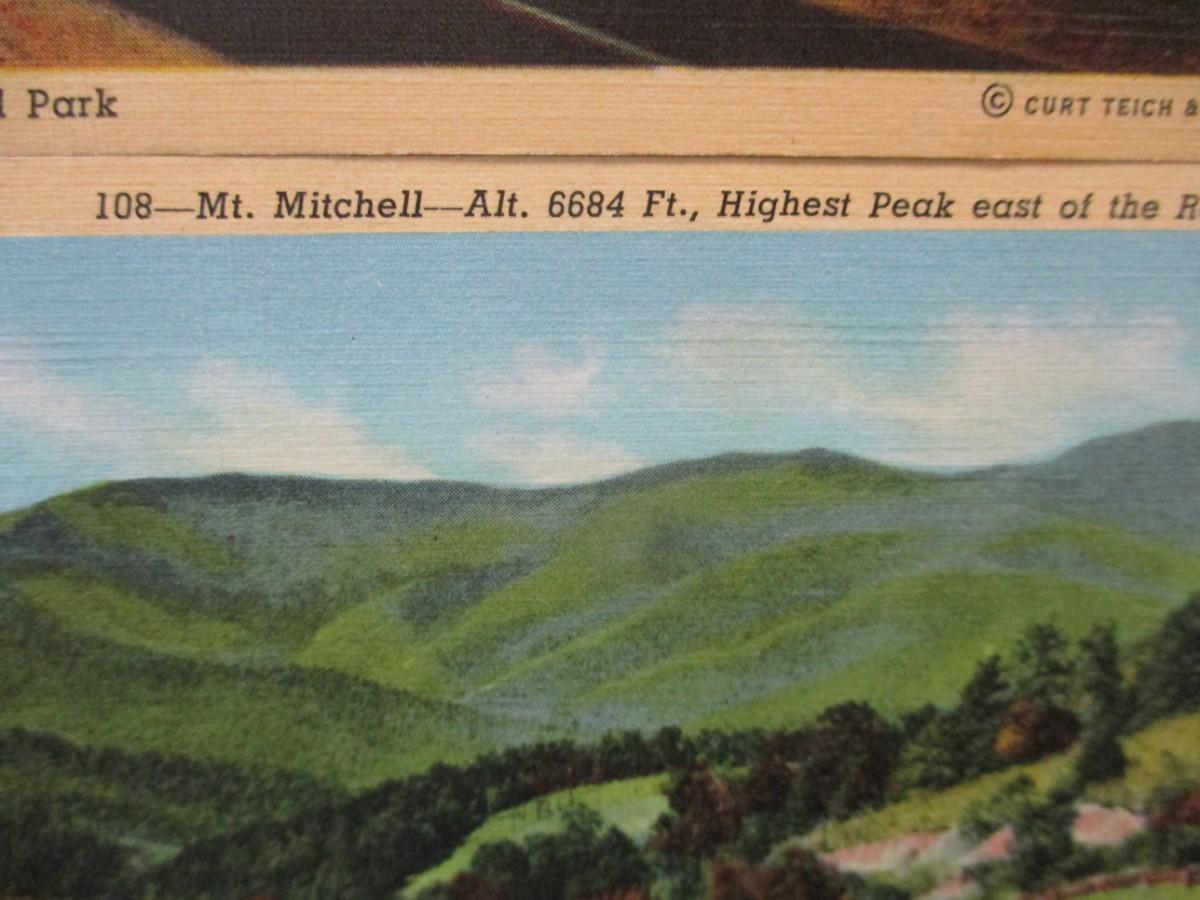 Park
© CURT TEICH &
108—Mt. Mitchell—Alt. 6684 Ft., Highest Peak east of the